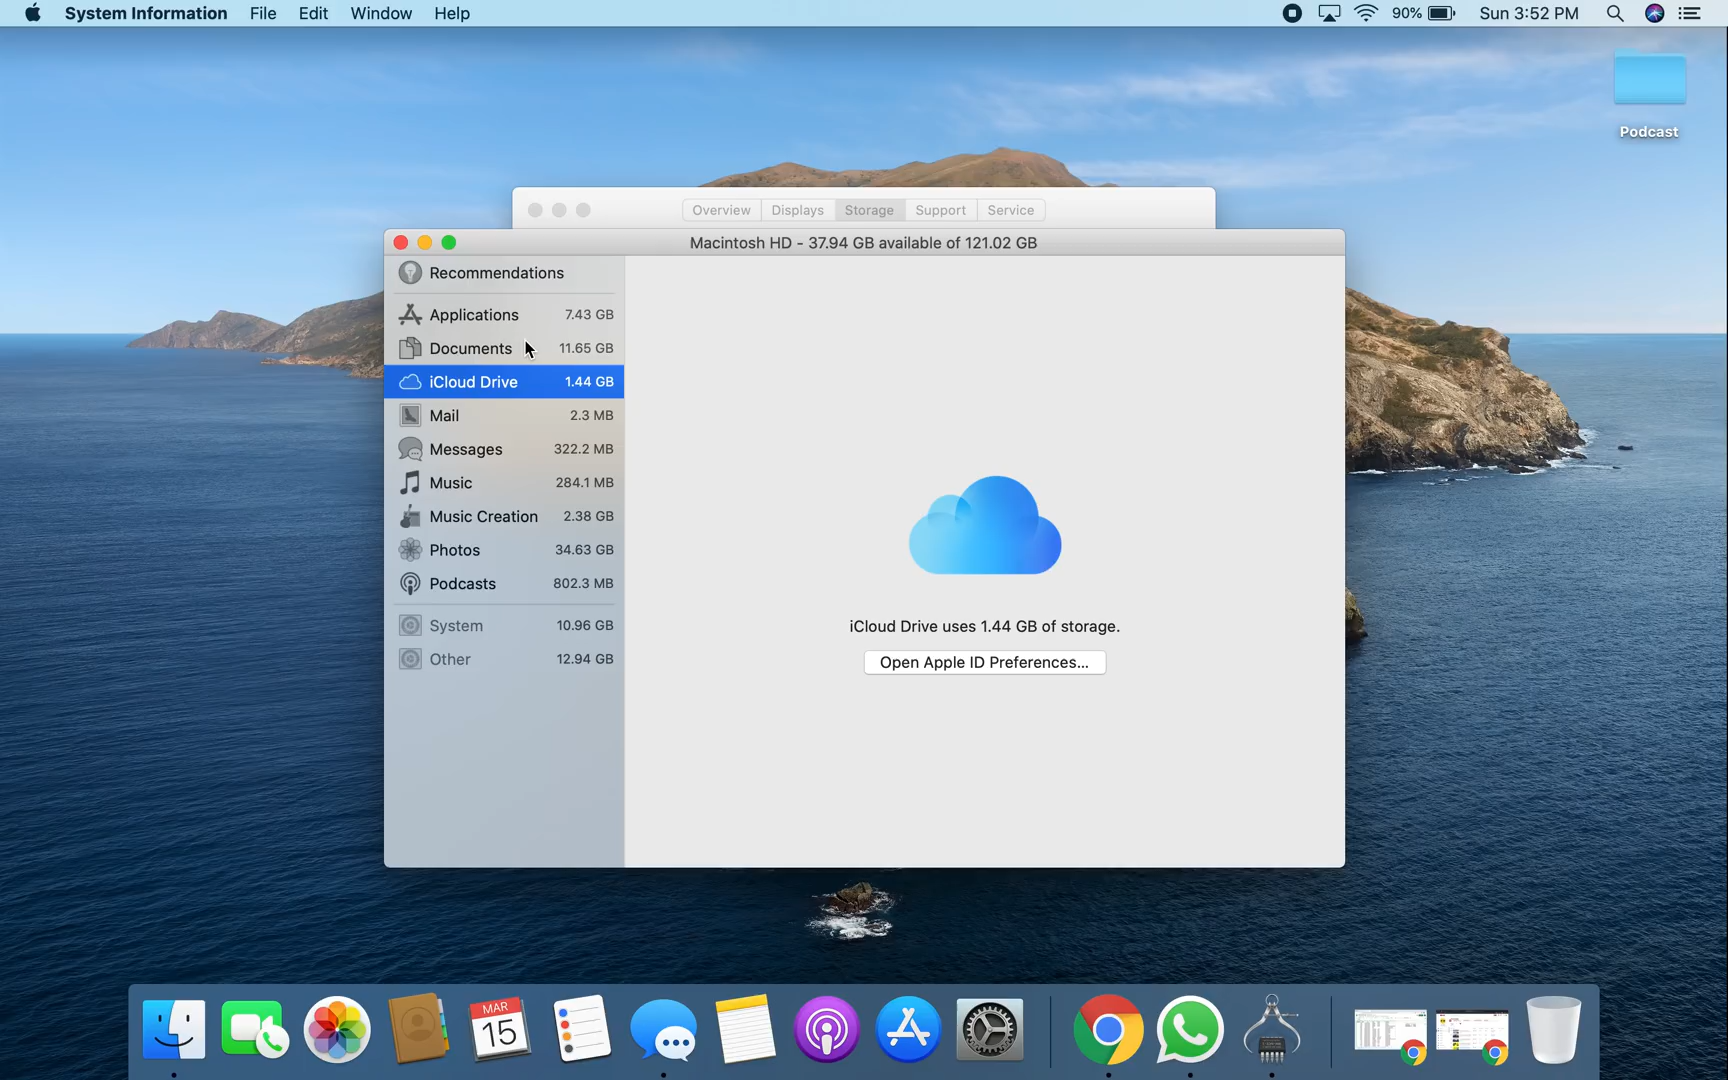 System Information File Edit Window Help 90% Sun 3:52 PM
Podcast
Overview Displays Storage Support Service
Macintosh HD - 37.94 GB available of 121.02 GB
Recommendations
Applications 7.43 GB
Documents 11.65 GB
iCloud Drive 1.44 GB
Mail 2.3 MB
Messages 322.2 MB
Music 284.1 MB
Music Creation 2.38 GB
Photos 34.63 GB
Podcasts 802.3 MB
System 10.96 GB
Other 12.94 GB
iCloud Drive uses 1.44 GB of storage.
Open Apple ID Preferences...
MAR
15